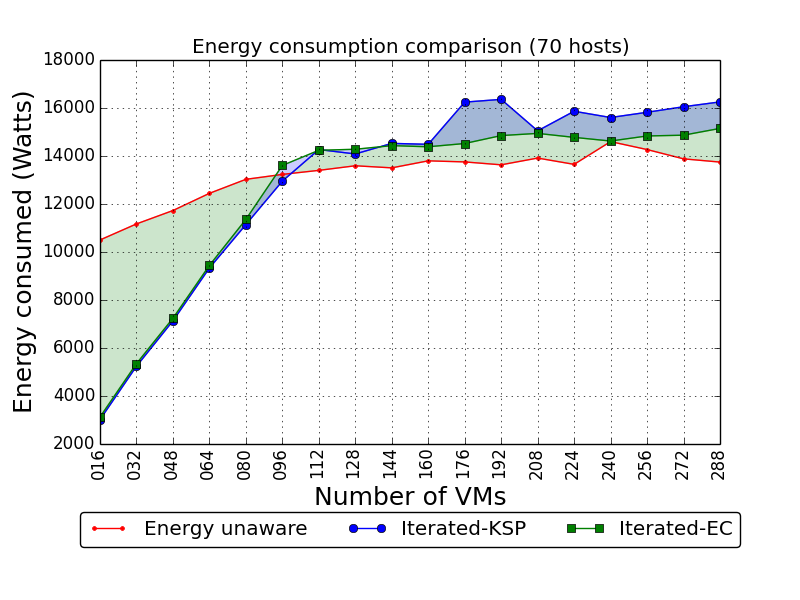 Energy consumption comparison (70 hosts)
18000
16000
14000
12000
10000
8000
6000
4000
2000
Energy consumed (Watts)
016 032 048 064 080 096 112 128 144 160 176 192 208 224 240 256 272 288
Number of VMs
Energy unaware Iterated-KSP Iterated-EC